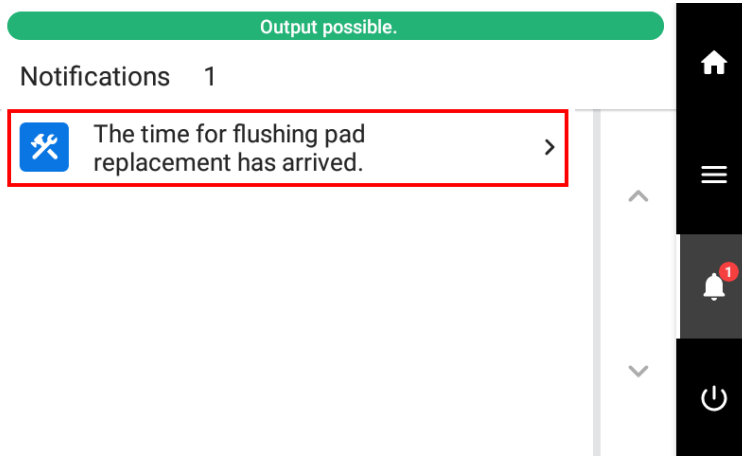 Output possible.
Notifications 1
The time for flushing pad
replacement has arrived.
1